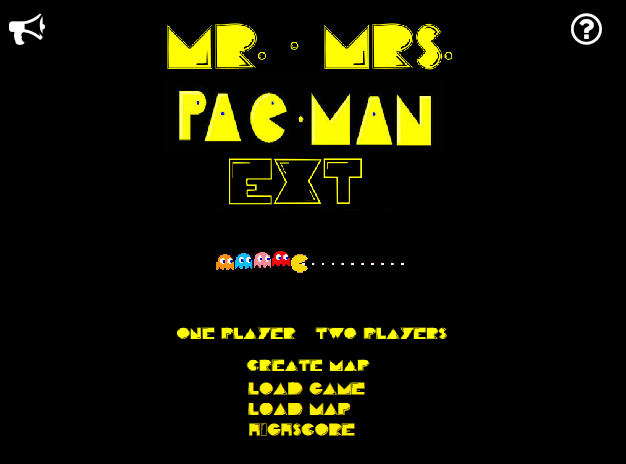 MR. · MRS.
PAC·MAN
EXT
ONE PLAYER TWO PLAYERS
CREATE MAP
LOAD GAME
LOAD MAP
HIGHSCORE
?